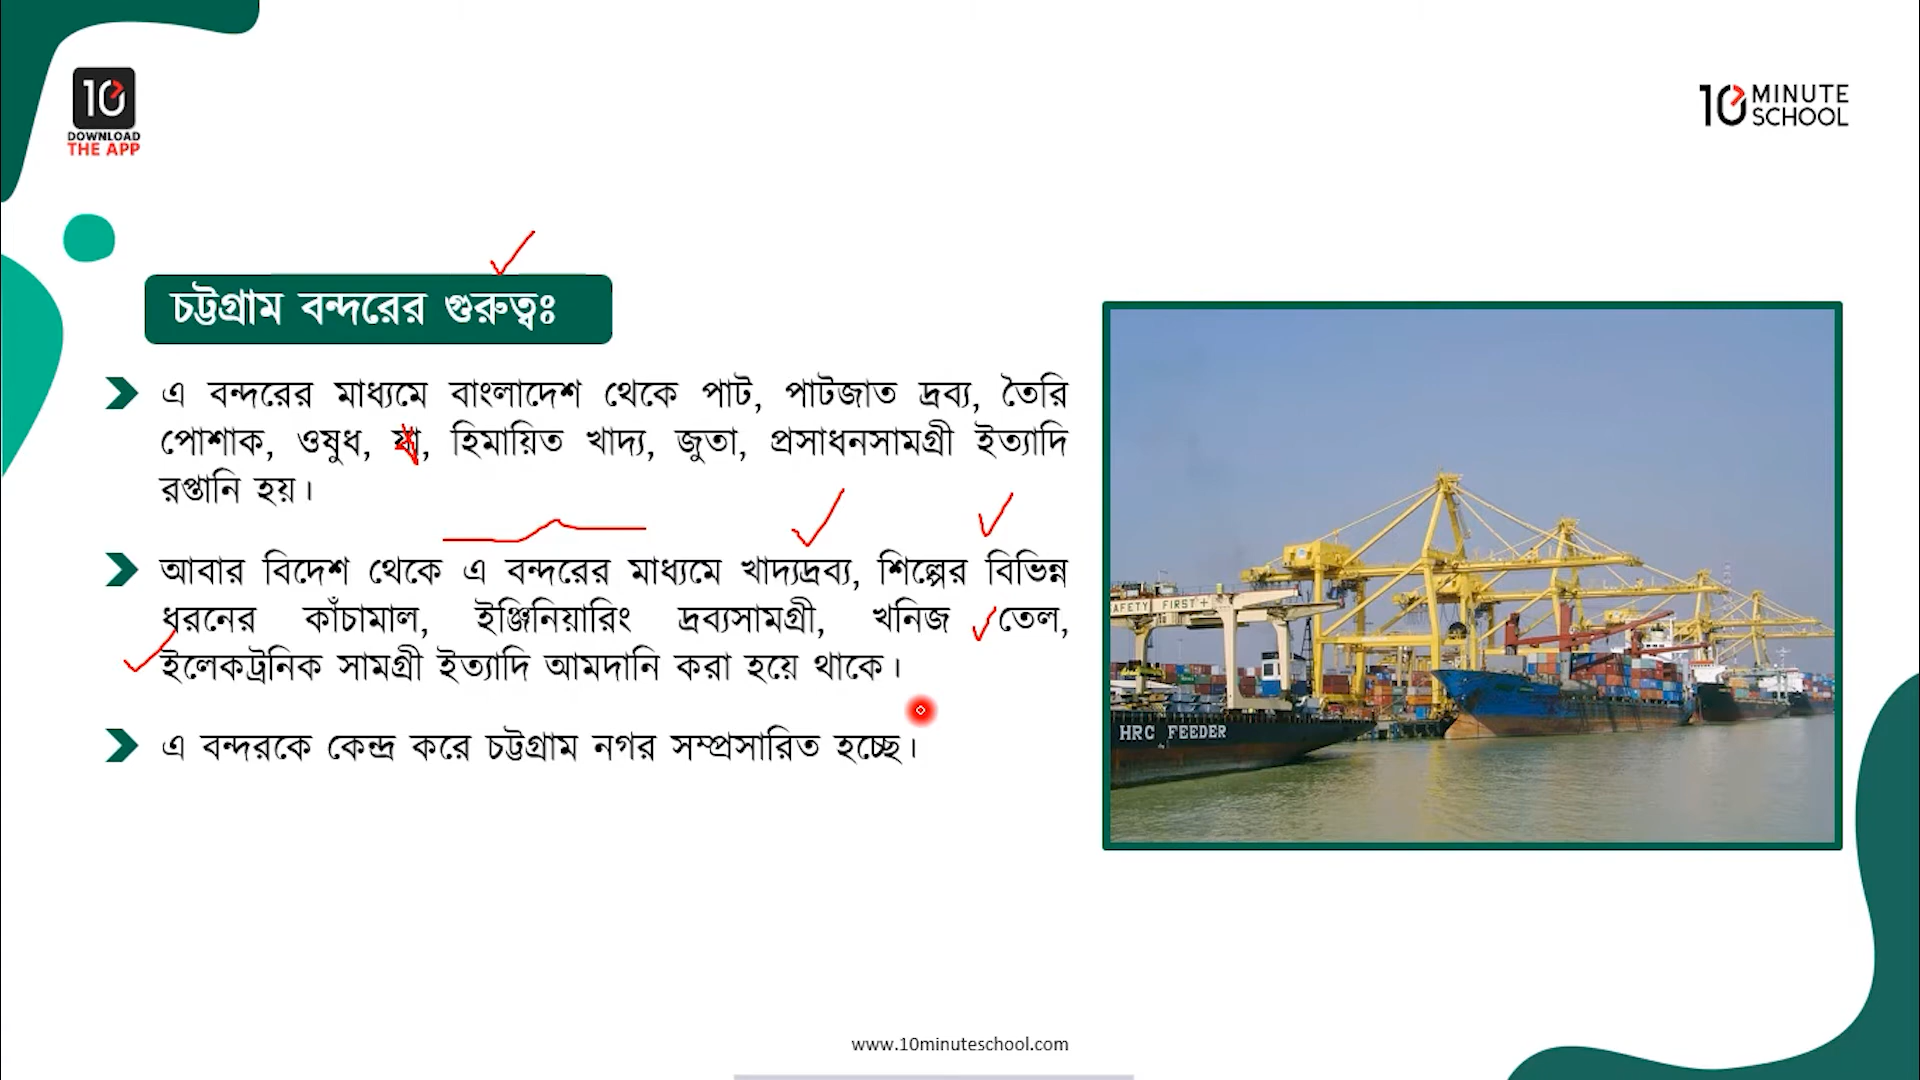 10
DOWNLOAD
THE APP
10 MINUTE
SCHOOL
চট্টগ্রাম বন্দরের গুরুত্বঃ
এ বন্দরের মাধ্যমে বাংলাদেশ থেকে পাট, পাটজাত দ্রব্য, তৈরি
পোশাক, ওষুধ, হিমায়িত খাদ্য, জুতা, প্রসাধনসামগ্রী ইত্যাদি
রপ্তানি হয়।
আবার বিদেশ থেকে এ বন্দরের মাধ্যমে খাদ্যদ্রব্য, শিল্পের বিভিন্ন
ধরনের কাঁচামাল, ইঞ্জিনিয়ারিং দ্রব্যসামগ্রী, খনিজ তেল,
ইলেকট্রনিক সামগ্রী ইত্যাদি আমদানি করা হয়ে থাকে।
এ বন্দরকে কেন্দ্র করে চট্টগ্রাম নগর সম্প্রসারিত হচ্ছে।
AFETY FIRST +
HRC FEEDER
www.10minuteschool.com